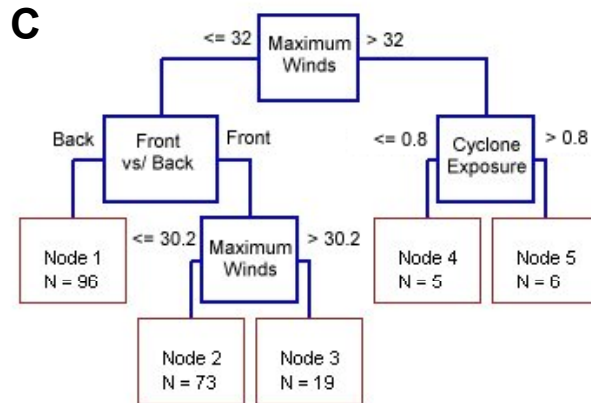 C
<= 32
Maximum
Winds
> 32
Back
Front
vs/ Back
Front
<= 0.8
Cyclone
Exposure
> 0.8
Node 1
N = 96
<= 30.2
Maximum
Winds
> 30.2
Node 4
N = 5
Node 5
N = 6
Node 2
N = 73
Node 3
N = 19